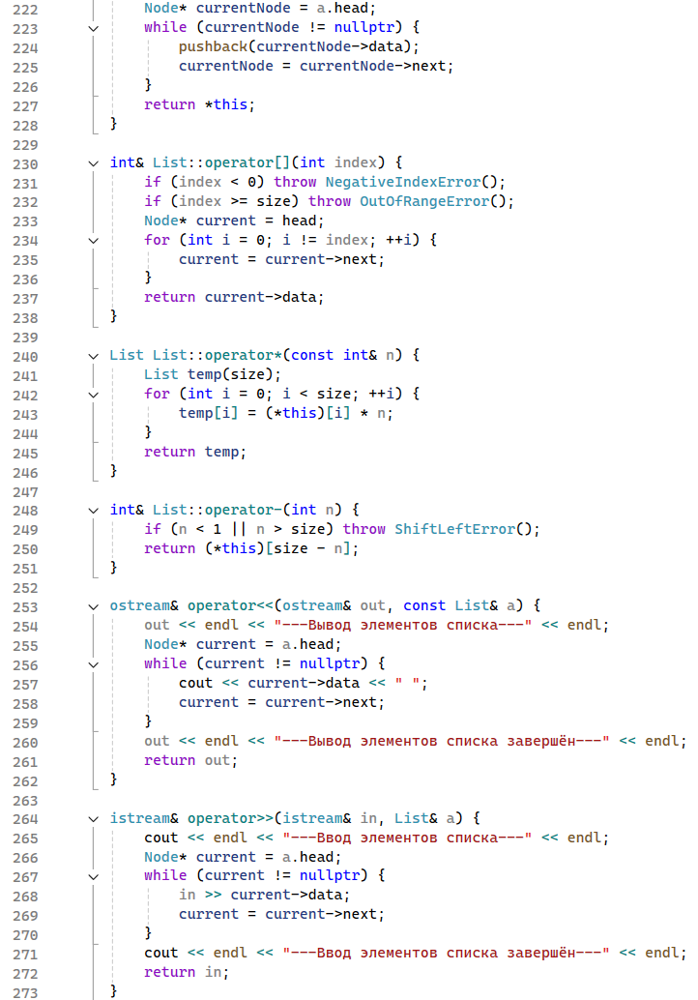 222 Node* currentNode = a.head;
223 while (currentNode != nullptr) {
224 pushback(currentNode->data);
225 currentNode = currentNode->next;
226 }
227 return *this;
228 }
229
230 int& List::operator[](int index) {
231 if (index < 0) throw NegativeIndexError();
232 if (index >= size) throw OutOfRangeError();
233 Node* current = head;
234 for (int i = 0; i != index; ++i) {
235 current = current->next;
236 }
237 return current->data;
238 }
239
240 List List::operator*(const int& n) {
241 List temp(size);
242 for (int i = 0; i < size; ++i) {
243 temp[i] = (*this)[i] * n;
244 }
245 return temp;
246 }
247
248 int& List::operator-(int n) {
249 if (n < 1 || n > size) throw ShiftLeftError();
250 return (*this)[size - n];
251 }
252
253 ostream& operator<<(ostream& out, const List& a) {
254 out << endl << "---Вывод элементов списка---" << endl;
255 Node* current = a.head;
256 while (current != nullptr) {
257 cout << current->data << " ";
258 current = current->next;
259 }
260 out << endl << "---Вывод элементов списка завершён---" << endl;
261 return out;
262 }
263
264 istream& operator>>(istream& in, List& a) {
265 cout << endl << "---Ввод элементов списка---" << endl;
266 Node* current = a.head;
267 while (current != nullptr) {
268 in >> current->data;
269 current = current->next;
270 }
271 cout << endl << "---Ввод элементов списка завершён---" << endl;
272 return in;
273 }